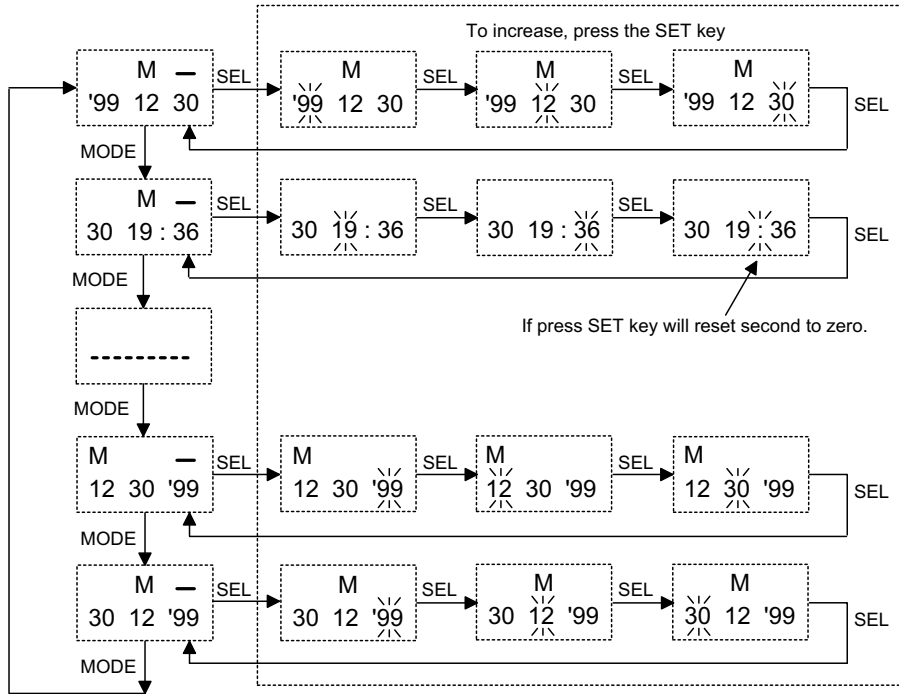 To increase, press the SET key
M —
'99 12 30
SEL
M
'99 12 30
SEL
M
'99 12 30
SEL
M
'99 12 30
SEL
MODE
M —
30 19 : 36
SEL
30 19 : 36
SEL
30 19 : 36
SEL
30 19 : 36
SEL
MODE
If press SET key will reset second to zero.
---------
MODE
M —
12 30 '99
SEL
M
12 30 '99
SEL
M
12 30 '99
SEL
M
12 30 '99
SEL
MODE
M —
30 12 '99
SEL
M
30 12 '99
SEL
M
30 12 '99
SEL
M
30 12 '99
SEL
MODE